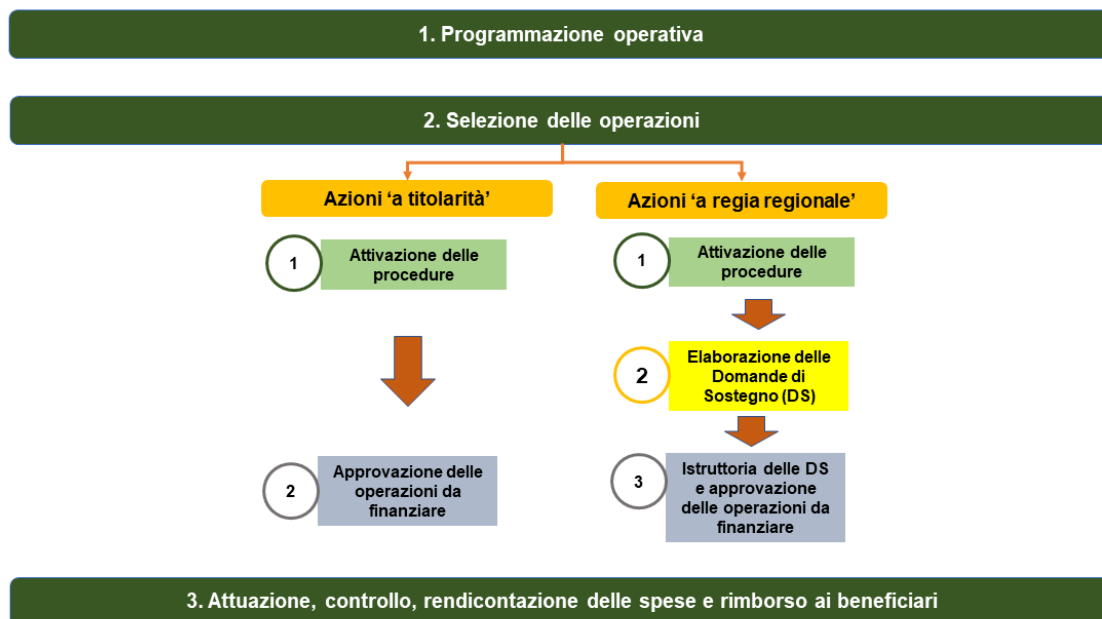 1. Programmazione operativa
2. Selezione delle operazioni
Azioni ‘a titolarità’
Azioni ‘a regia regionale’
1
Attivazione delle
procedure
1
Attivazione delle
procedure
2
Elaborazione delle
Domande di
Sostegno (DS)
2
Approvazione delle
operazioni da
finanziare
3
Istruttoria delle DS
e approvazione
delle operazioni da
finanziare
3. Attuazione, controllo, rendicontazione delle spese e rimborso ai beneficiari